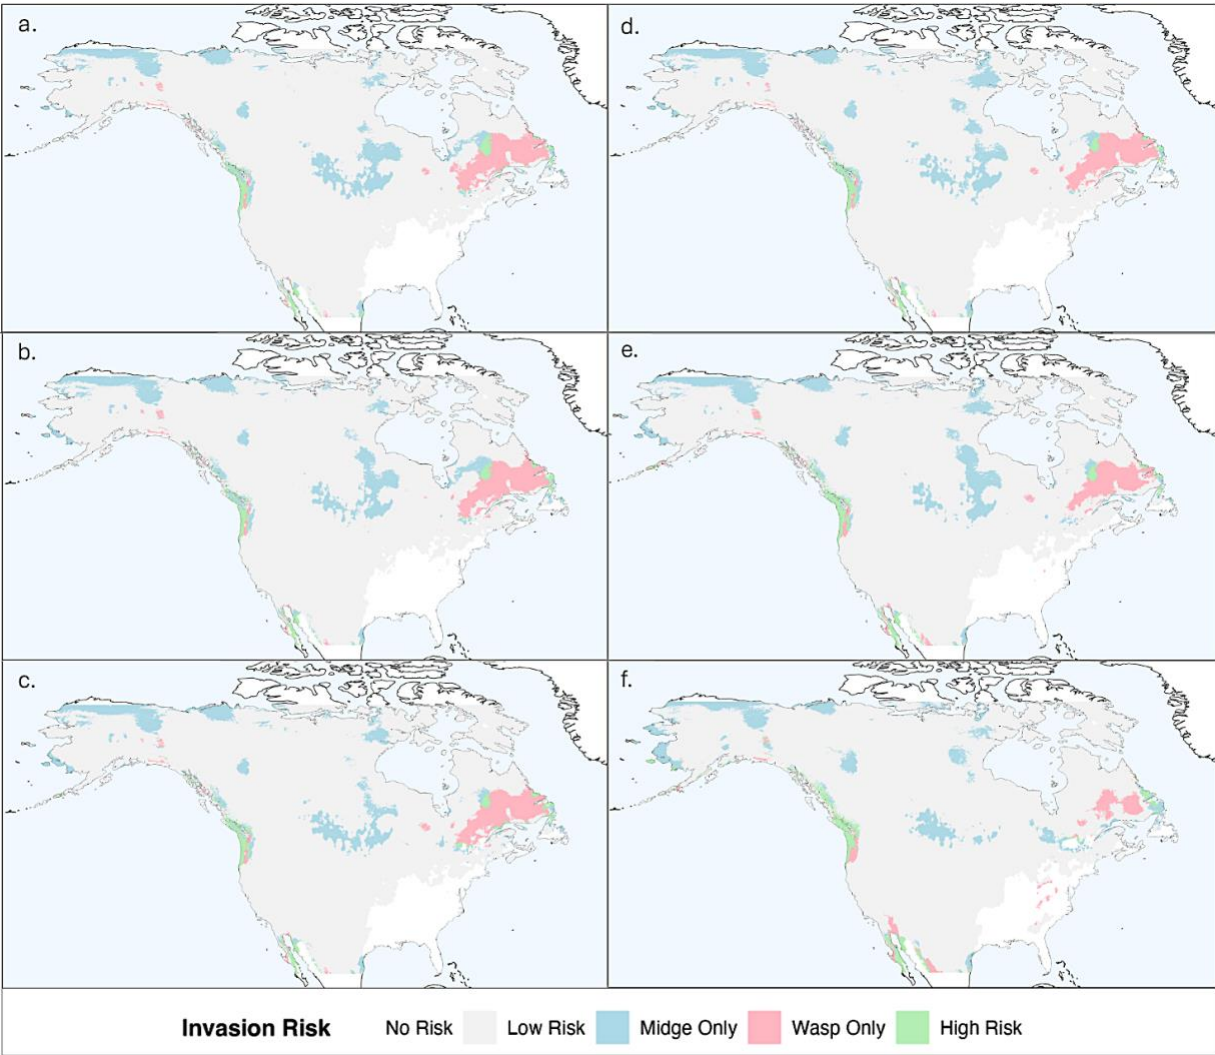 a.
d.
b.
e.
c.
f.
Invasion Risk No Risk Low Risk Midge Only Wasp Only High Risk